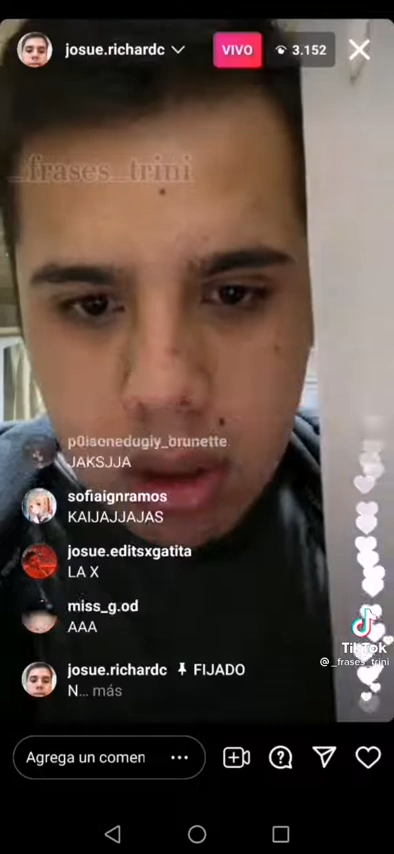 josue.richardc
VIVO
3.152
_frases_trini
p0isonedugly_brunette
JAKSJJA
sofiaignramos
KAIJAJJAJAS
josue.editsxgatita
LA X
miss_g.od
AAA
TikTok
@_frases_trini
josue.richardc FIJADO
N... más
Agrega un comen